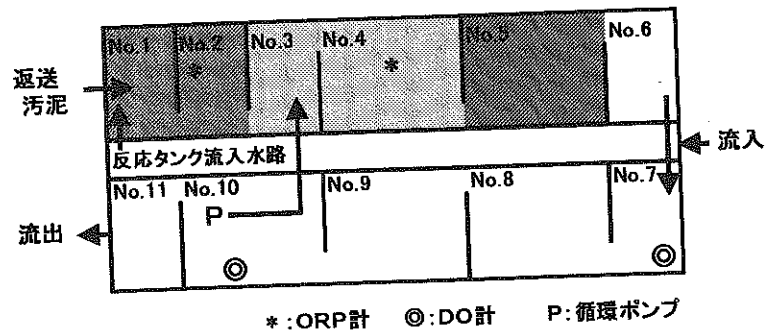 No.1 No.2 No.3 No.4 No.5 No.6
*
*
返送
汚泥
反応タンク流入水路
流入
No.11 No.10 No.9 No.8 No.7
P
流出
◎
◎
*:ORP計 ◎:DO計 P:循環ポンプ